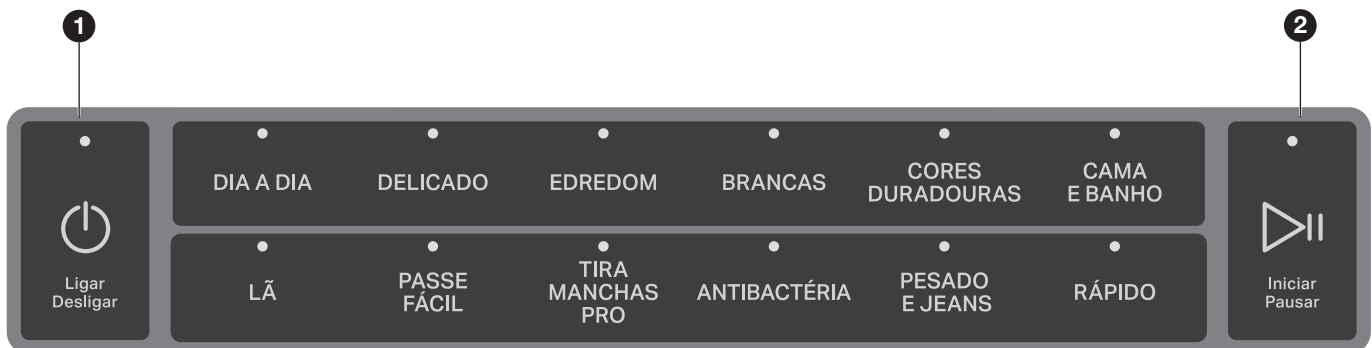 1
2
Ligar
Desligar
DIA A DIA
DELICADO
EDREDOM
BRANCAS
CORES
DURADOURAS
CAMA
E BANHO
LÃ
PASSE
FÁCIL
TIRA
MANCHAS
PRO
ANTIBACTÉRIA
PESADO
E JEANS
RÁPIDO
Iniciar
Pausar